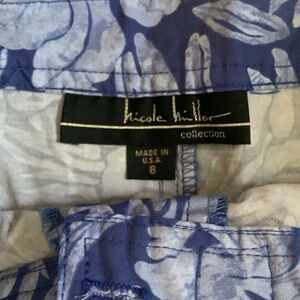 nicole miller
collection
MADE IN
U.S.A.
8